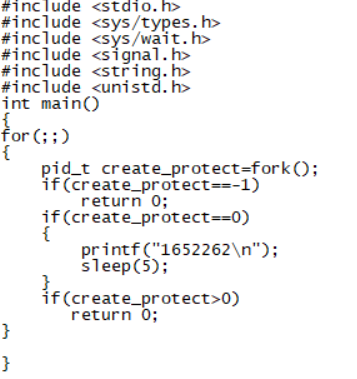 #include <stdio.h>
#include <sys/types.h>
#include <sys/wait.h>
#include <signal.h>
#include <string.h>
#include <unistd.h>
int main()
{
for(;;)
{
    pid_t create_protect=fork();
    if(create_protect==-1)
        return 0;
    if(create_protect==0)
    {
        printf("1652262\n");
        sleep(5);
    }
    if(create_protect>0)
       return 0;
}
}